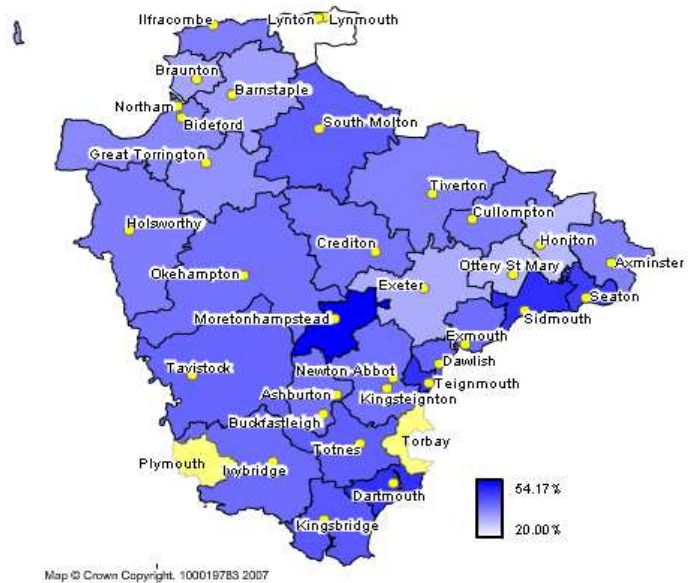 Ilfracombe
Lynton Lynmouth
Braunton
Barnstaple
Northam
Bideford
South Molton
Great Torrington
Tiverton
Cullompton
Holsworthy
Honiton
Crediton
Okehampton
Ottery St Mary
Axminster
Exeter
Seaton
Moretonhampstead
Sidmouth
Exmouth
Dawlish
Newton Abbot
Tavistock
Teignmouth
Ashburton
Kingsteignton
Buckfastleigh
Torbay
Totnes
Plymouth
Ivybridge
Dartmouth
54.17%
Kingsbridge
20.00%
Map © Crown Copyright. 100019783 2007